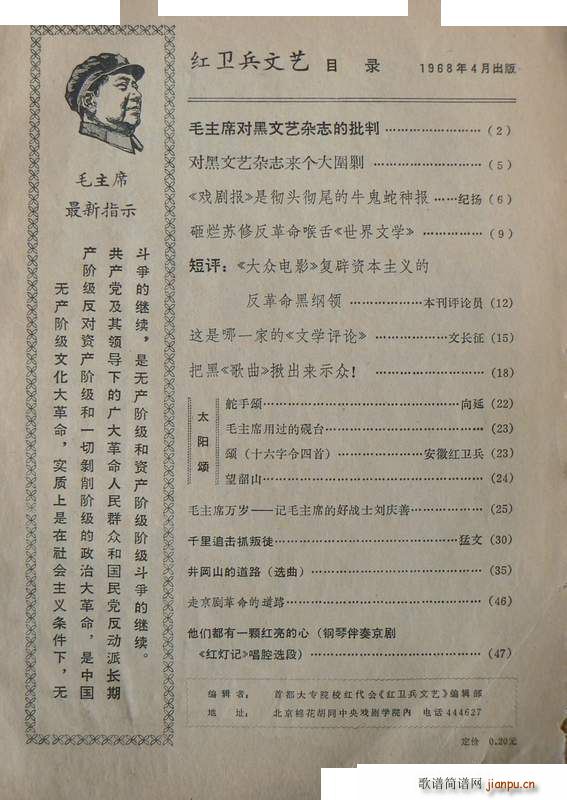 红卫兵文艺 目 录 1968年4月出版
毛主席对黑文艺杂志的批判 ……………… (2)
对黑文艺杂志来个大围剿 ……………… (5)
《戏剧报》是彻头彻尾的牛鬼蛇神报 ……纪扬 (6)
砸烂苏修反革命喉舌《世界文学》 ……… (9)
短评：《大众电影》复辟资本主义的
反革命黑纲领 ……………本刊评论员 (12)
这是哪一家的《文学评论》 …………文长征 (15)
把黑《歌曲》揪出来示众！ ……………… (18)
太阳颂
舵手颂……………………………向延 (22)
毛主席用过的砚台……………………… (23)
颂（十六字令四首）……………安徽红卫兵 (23)
望韶山……………………………………… (24)
毛主席万岁——记毛主席的好战士刘庆善………… (25)
千里追击抓叛徒……………………………猛文 (30)
井冈山的道路（选曲）……………………… (35)
走京剧革命的道路…………………………… (46)
他们都有一颗红亮的心（钢琴伴奏京剧
《红灯记》唱腔选段）…………………… (47)
编辑者： 首都大专院校红代会《红卫兵文艺》编辑部
地 址： 北京棉花胡同中央戏剧学院内 电话 444627
定价 0.20元
毛主席
最新指示
无产阶级文化大革命，实质上是在社会主义条件下，无
产阶级反对资产阶级和一切剥削阶级的政治大革命，是中国
共产党及其领导下的广大革命人民群众和国民党反动派长期
斗争的继续，是无产阶级和资产阶级阶级斗争的继续。
歌谱简谱网
jianpu.cn